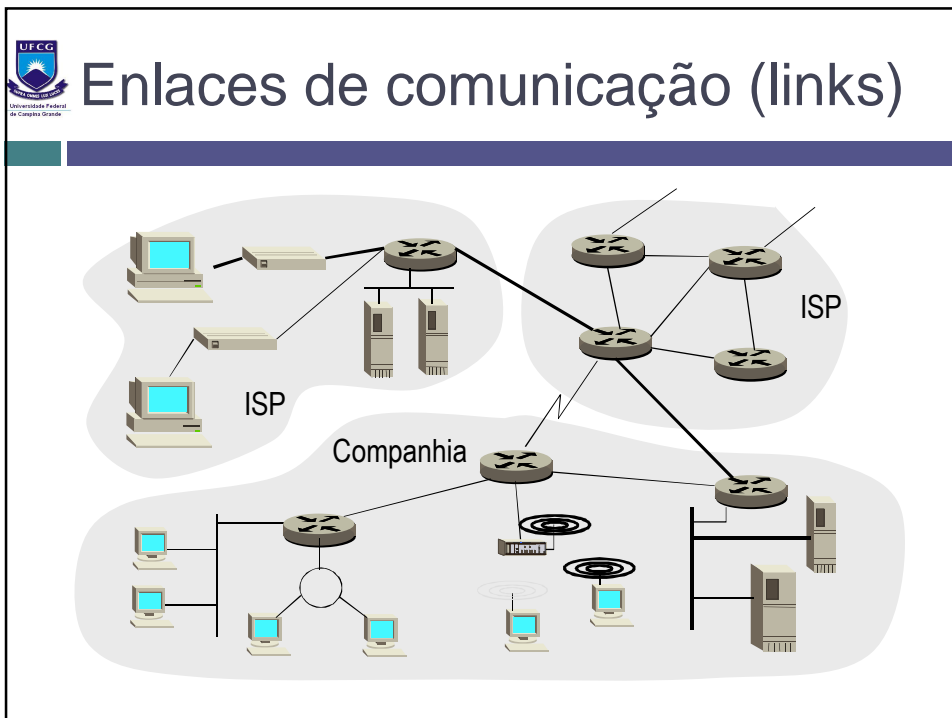 UFCG
Universidade Federal
de Campina Grande
Enlaces de comunicação (links)
ISP
ISP
Companhia